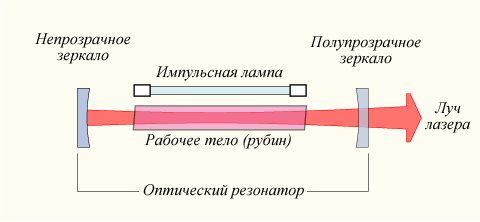 Непрозрачное
зеркало
Импульсная лампа
Полупрозрачное
зеркало
Луч
лазера
Рабочее тело (рубин)
Оптический резонатор